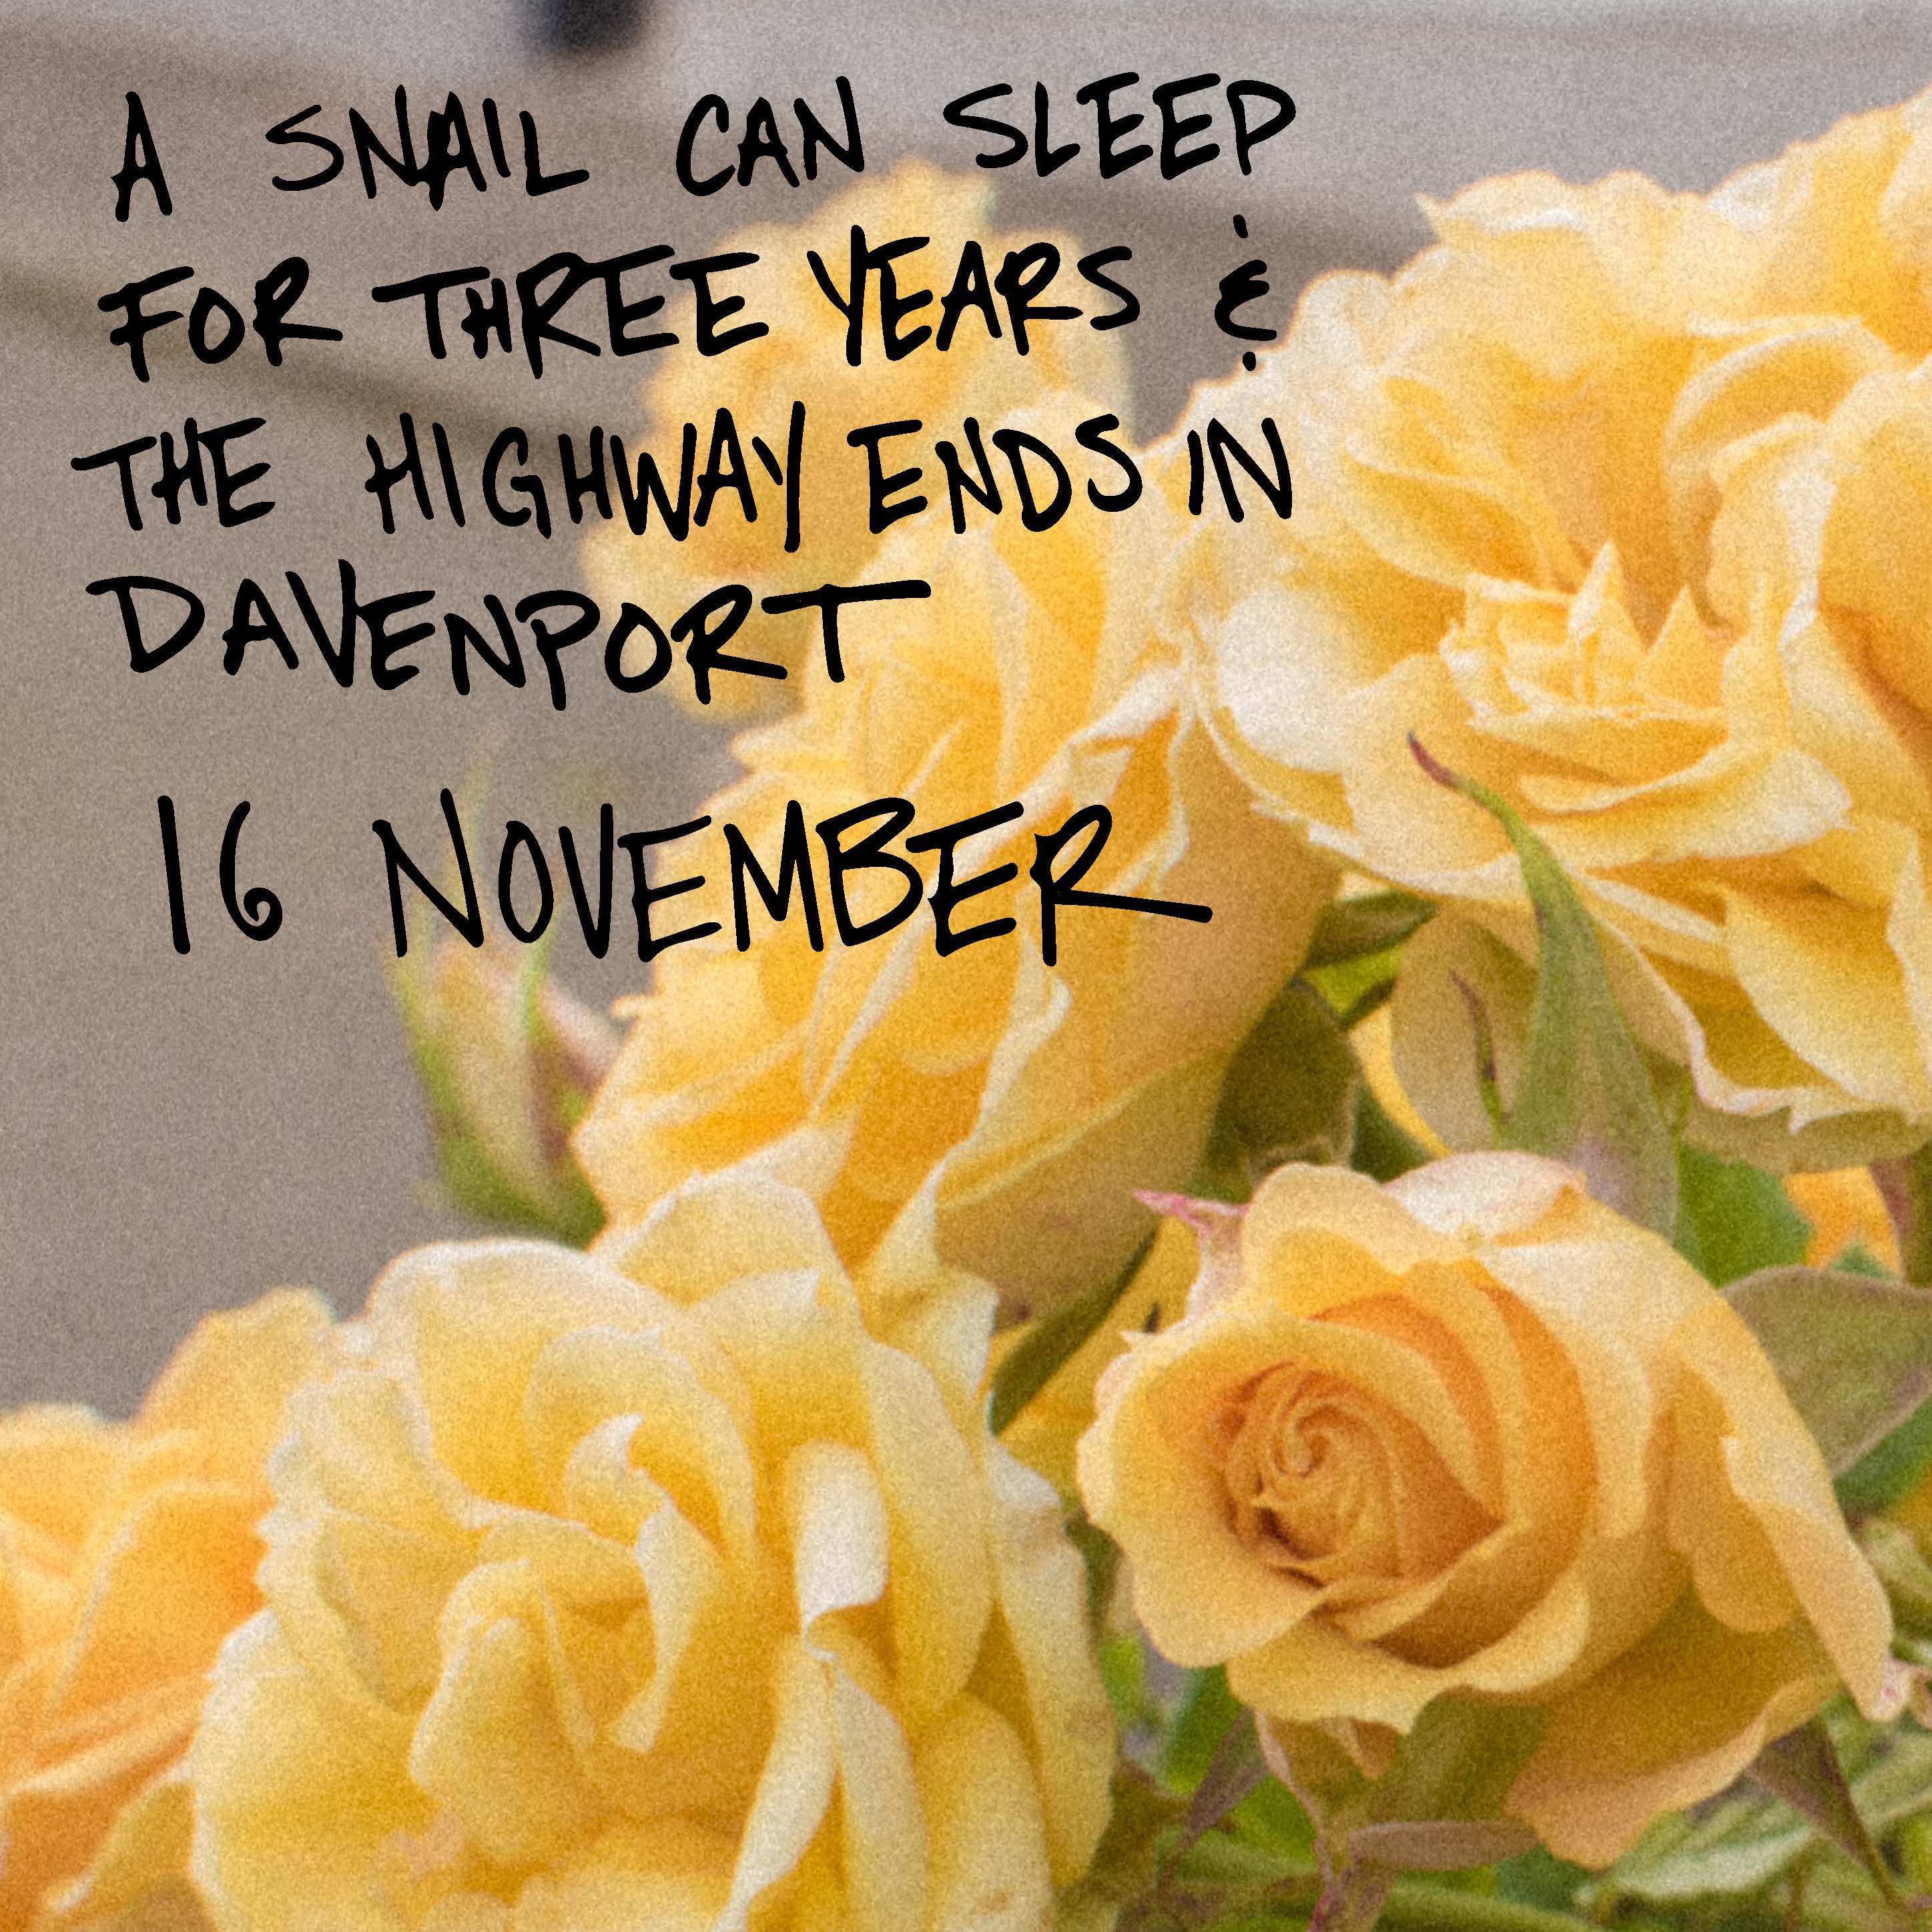 A SNAIL CAN SLEEP
FOR THREE YEARS &
THE HIGHWAY ENDS IN
DAVENPORT
16 NOVEMBER